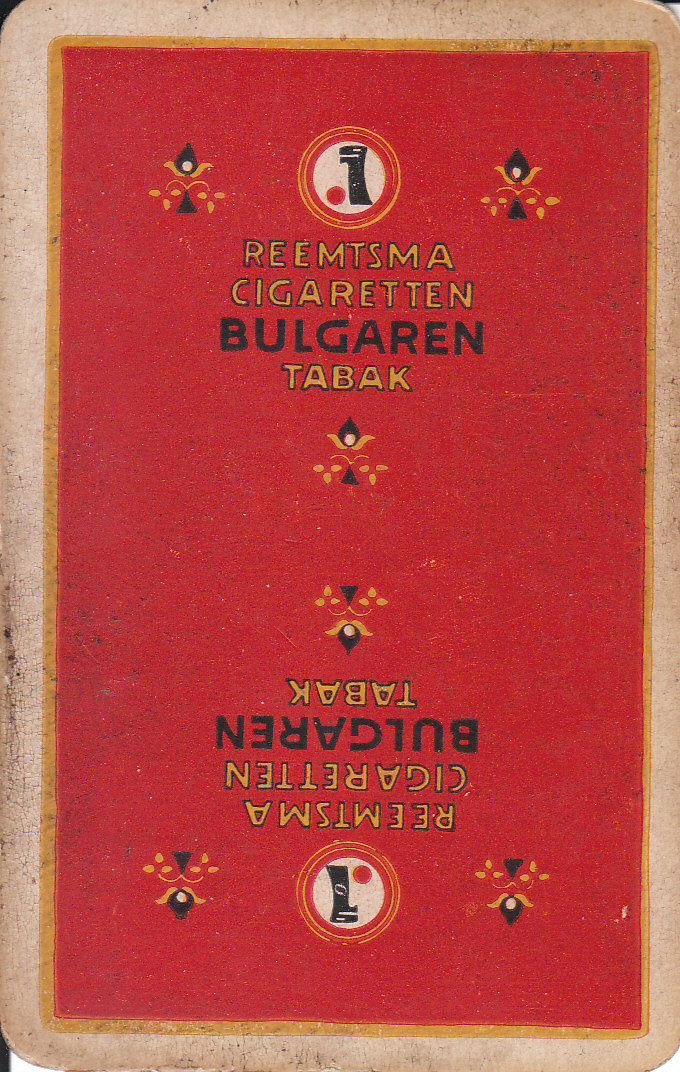 REEMTSMA
CIGARETTEN
BULGAREN
TABAK
REEMTSMA
CIGARETTEN
BULGAREN
TABAK